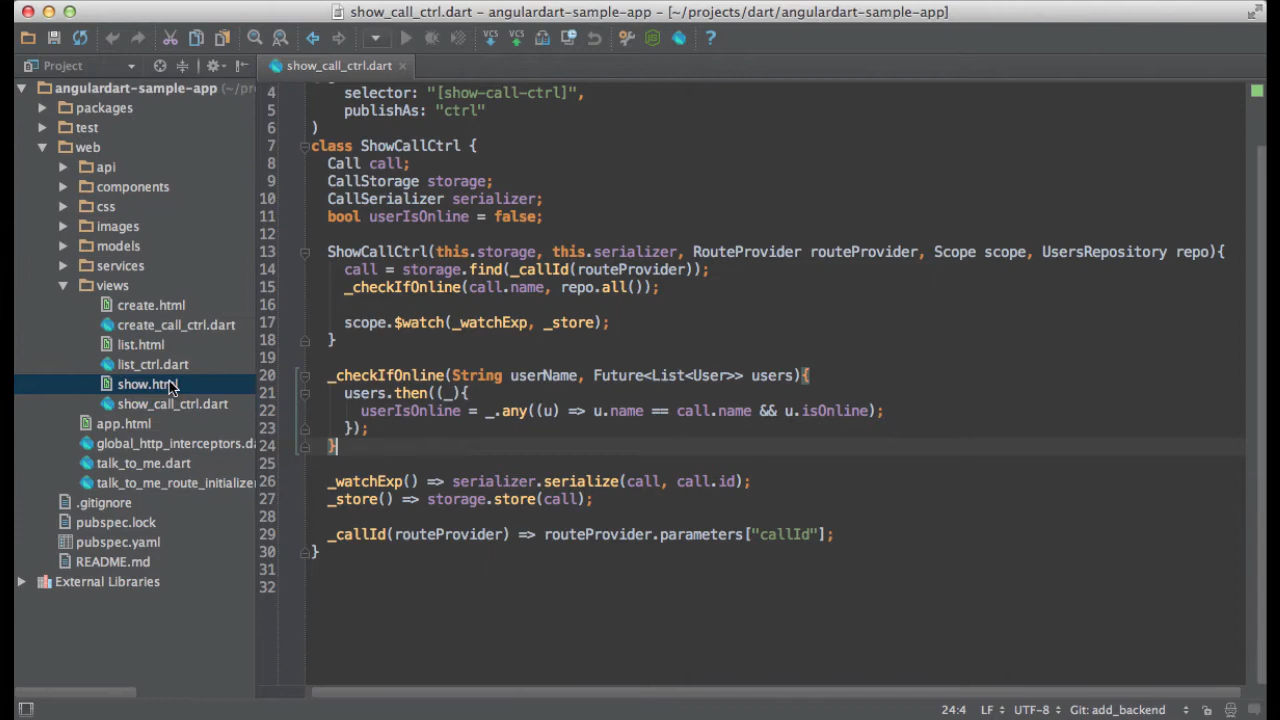 show_call_ctrl.dart - angulardart-sample-app - [~/projects/dart/angulardart-sample-app]
VCS VCS
Project
show_call_ctrl.dart
angulardart-sample-app (~/pro
packages
test
web
api
components
css
images
models
services
views
create.html
create_call_ctrl.dart
list.html
list_ctrl.dart
show.html
show_call_ctrl.dart
app.html
global_http_interceptors.da
talk_to_me.dart
talk_to_me_route_initialize
.gitignore
pubspec.lock
pubspec.yaml
README.md
External Libraries
4 selector: "[show-call-ctrl]",
5 publishAs: "ctrl"
6 )
7 class ShowCallCtrl {
8 Call call;
9 CallStorage storage;
10 CallSerializer serializer;
11 bool userIsOnline = false;
12
13 ShowCallCtrl(this.storage, this.serializer, RouteProvider routeProvider, Scope scope, UsersRepository repo){
14 call = storage.find(_callId(routeProvider));
15 _checkIfOnline(call.name, repo.all());
16
17 scope.$watch(_watchExp, _store);
18 }
19
20 _checkIfOnline(String userName, Future<List<User>> users){
21 users.then((_){
22 userIsOnline = _.any((u) => u.name == call.name && u.isOnline);
23 });
24 }
25
26 _watchExp() => serializer.serialize(call, call.id);
27 _store() => storage.store(call);
28
29 _callId(routeProvider) => routeProvider.parameters["callId"];
30 }
31
32
24:4 LF UTF-8 Git: add_backend